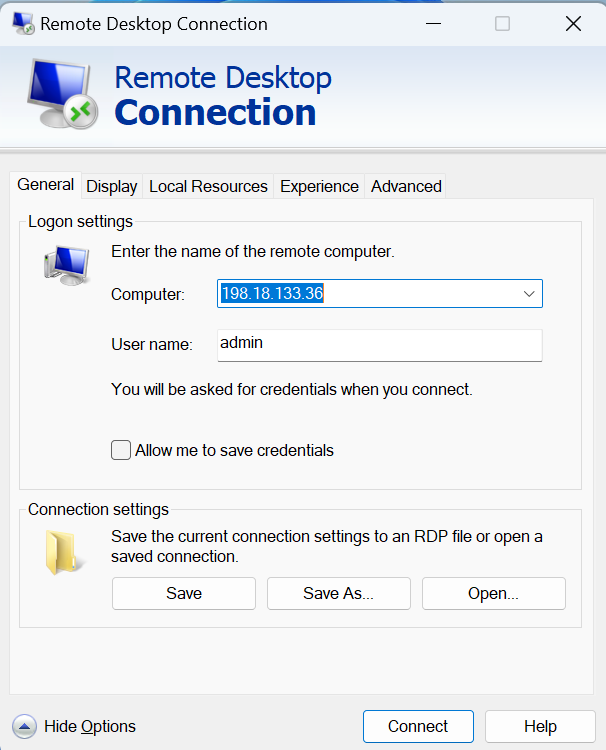 Remote Desktop Connection
Remote Desktop
Connection
General Display Local Resources Experience Advanced
Logon settings
Enter the name of the remote computer.
Computer: 198.18.133.36
User name: admin
You will be asked for credentials when you connect.
Allow me to save credentials
Connection settings
Save the current connection settings to an RDP file or open a
saved connection.
Save Save As... Open...
Hide Options Connect Help